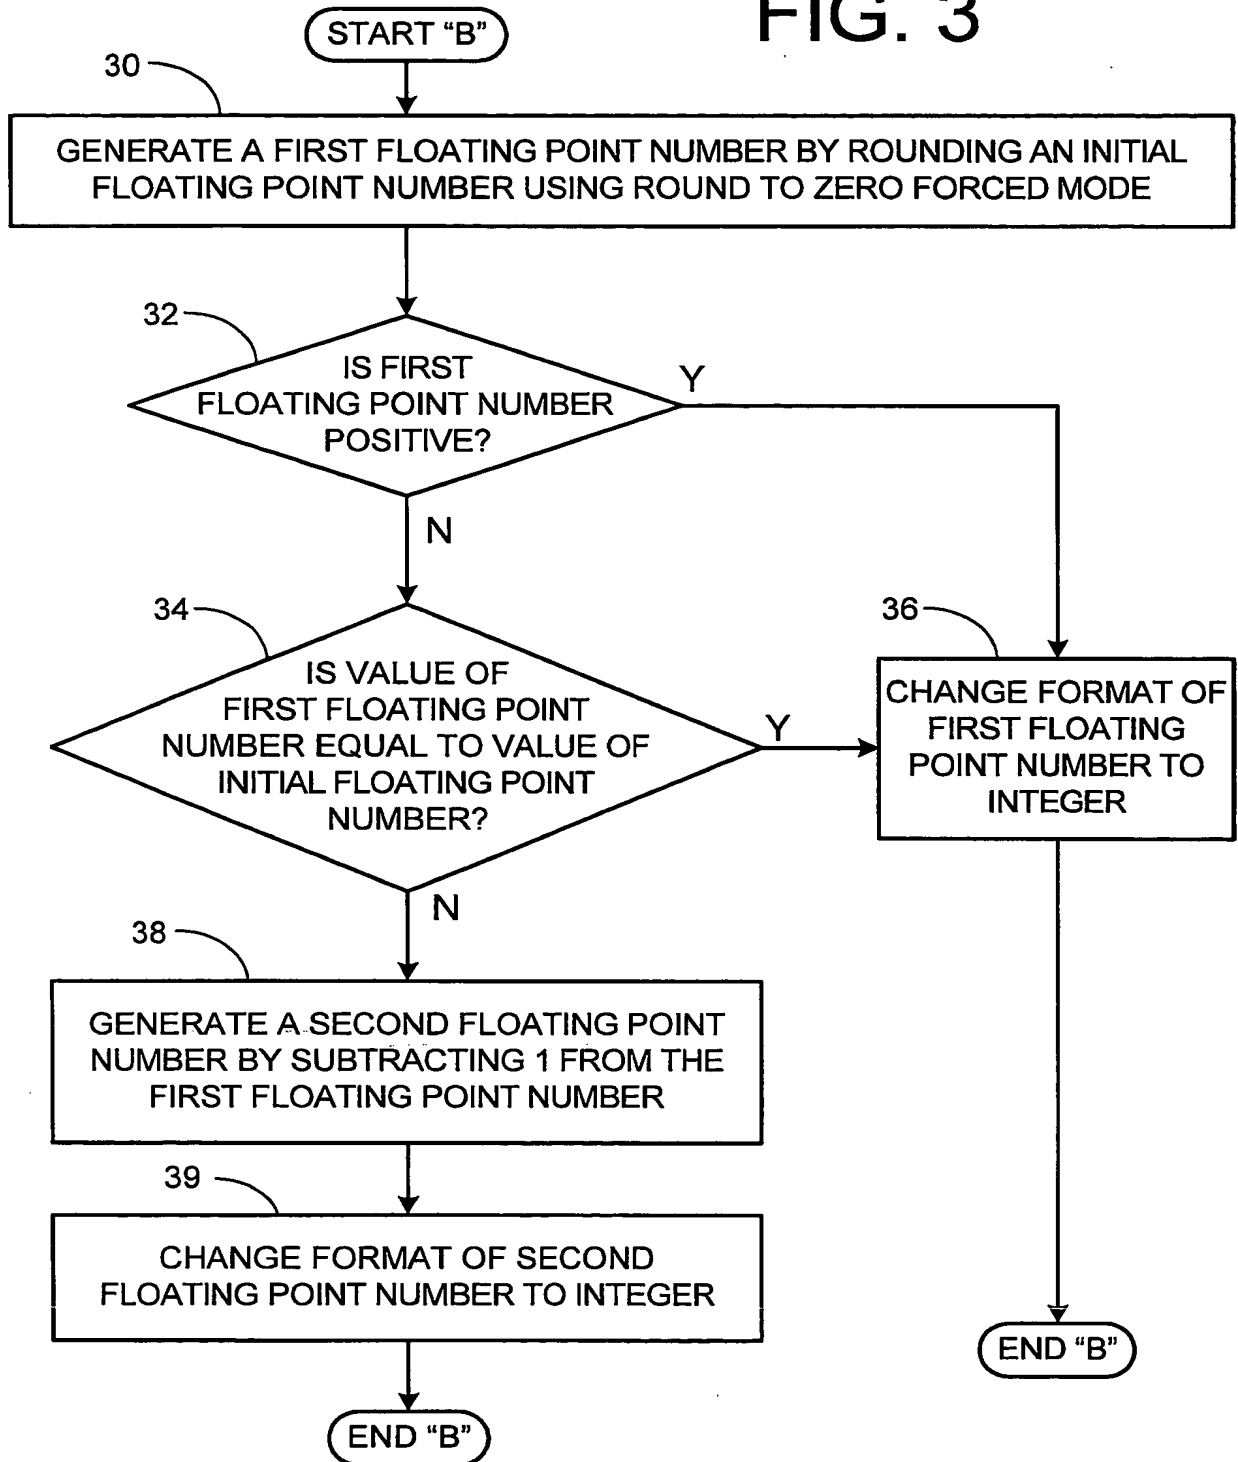 FIG. 3
START “B”
30
GENERATE A FIRST FLOATING POINT NUMBER BY ROUNDING AN INITIAL
FLOATING POINT NUMBER USING ROUND TO ZERO FORCED MODE
32
IS FIRST
FLOATING POINT NUMBER
POSITIVE?
Y
N
34
IS VALUE OF
FIRST FLOATING POINT
NUMBER EQUAL TO VALUE OF
INITIAL FLOATING POINT
NUMBER?
Y
36
CHANGE FORMAT OF
FIRST FLOATING
POINT NUMBER TO
INTEGER
N
38
GENERATE A SECOND FLOATING POINT
NUMBER BY SUBTRACTING 1 FROM THE
FIRST FLOATING POINT NUMBER
39
CHANGE FORMAT OF SECOND
FLOATING POINT NUMBER TO INTEGER
END “B”
END “B”